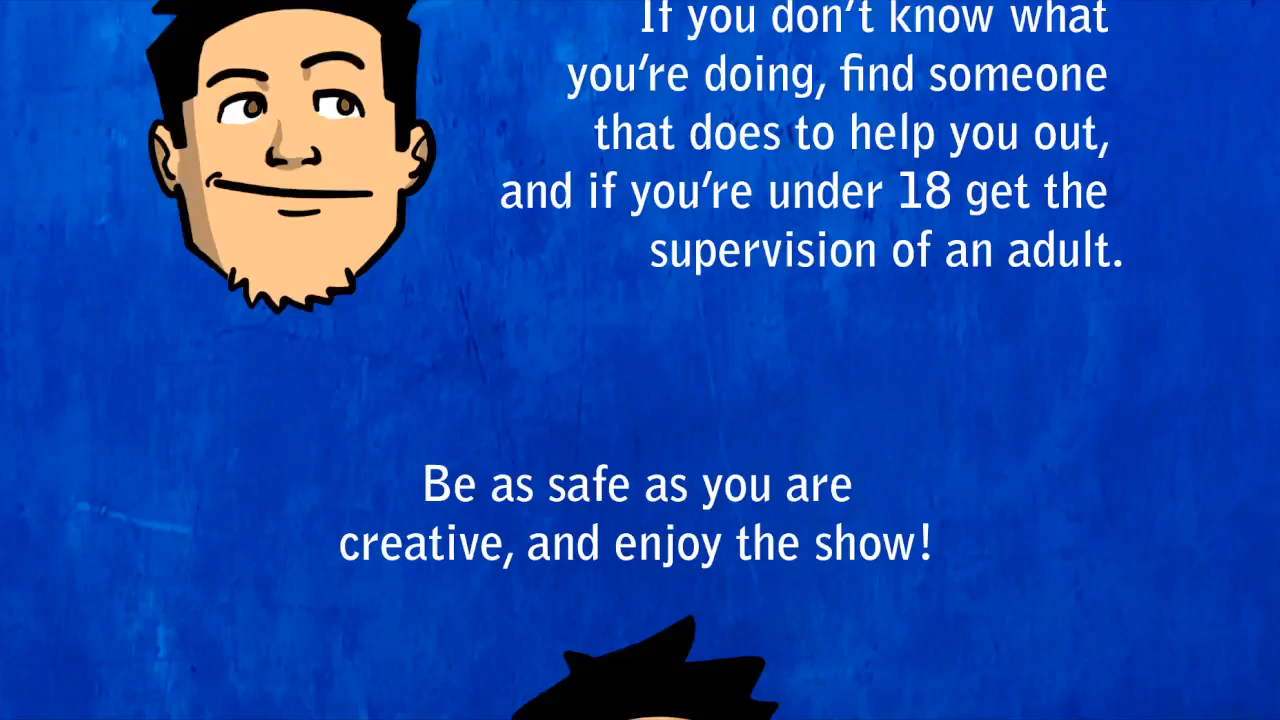 If you don't know what
you're doing, find someone
that does to help you out,
and if you're under 18 get the
supervision of an adult.
Be as safe as you are
creative, and enjoy the show!